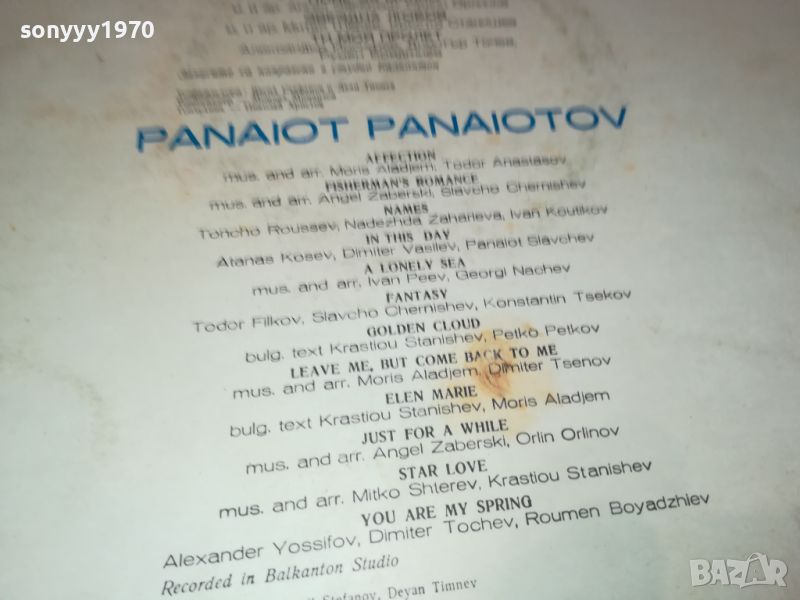 sonyyy1970
PANAIOT PANAIOTOV
AFFECTION
mus. and arr. Moris Aladjem, Todor Anastasov
FISHERMAN'S ROMANCE
mus. and arr. Angel Zaberski, Slavcho Chernishev
NAMES
Toncho Roussev, Nadezhda Zaharieva, Ivan Koutikov
IN THIS DAY
Atanas Kosev, Dimiter Vasilev, Panaiot Slavchev
A LONELY SEA
mus. and arr. Ivan Peev, Georgi Nachev
FANTASY
Todor Filkov, Slavcho Chernishev, Konstantin Tsekov
GOLDEN CLOUD
bulg. text Krastiou Stanishev, Petko Petkov
LEAVE ME, BUT COME BACK TO ME
mus. and arr. Moris Aladjem, Dimiter Tsenov
ELEN MARIE
bulg. text Krastiou Stanishev, Moris Aladjem
JUST FOR A WHILE
mus. and arr. Angel Zaberski, Orlin Orlinov
STAR LOVE
mus. and arr. Mitko Shterev, Krastiou Stanishev
YOU ARE MY SPRING
Alexander Yossifov, Dimiter Tochev, Roumen Boyadzhiev
Recorded in Balkanton Studio
Stefanov, Deyan Timnev
БАZАР